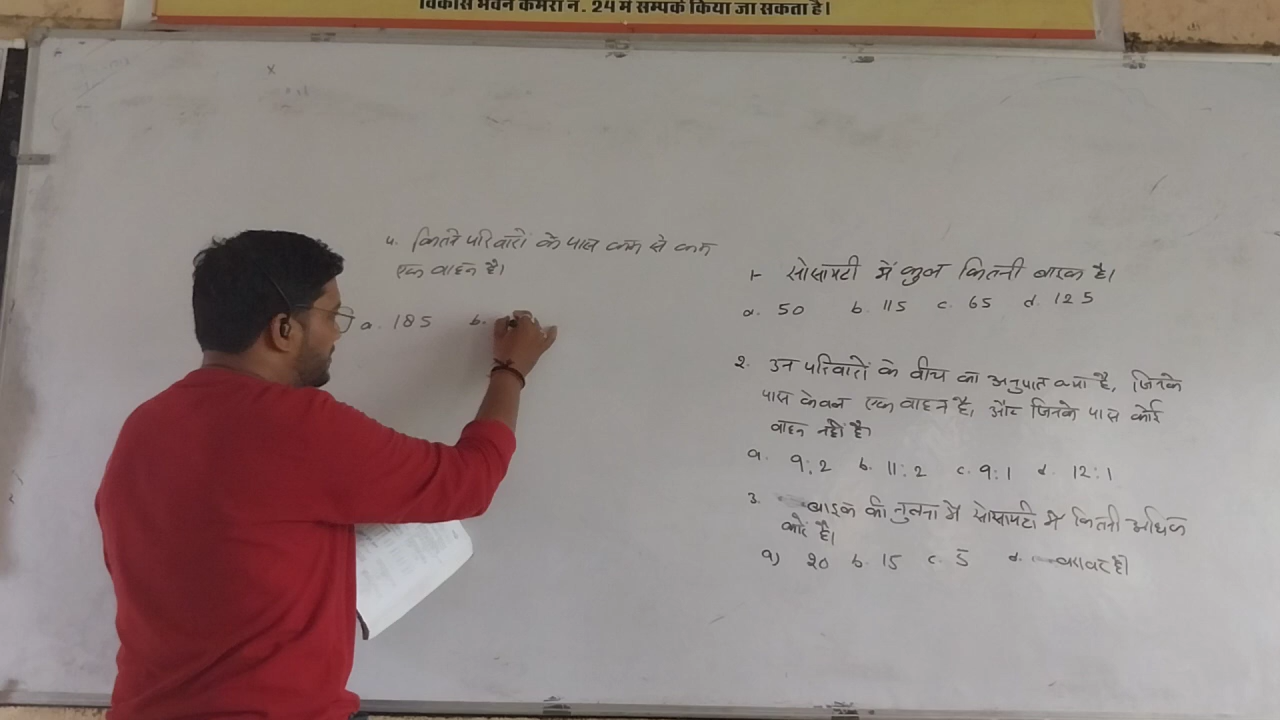 विकास भवन कमरा नं. 24 में सम्पर्क किया जा सकता है।
4. कितने परिवारों के पास कम से कम
एक वाहन है।
a. 185 b.
1- सोसायटी में कुल कितनी बाइक है।
a. 50 b. 115 c. 65 d. 125
2. उन परिवारों के बीच का अनुपात क्या है, जिनके
पास केवल एक वाहन है, और जिनके पास कोई
वाहन नहीं है।
a. 9:2 b. 11:2 c. 9:1 d. 12:1
3. बाइक की तुलना में सोसायटी में कितनी अधिक
कारें है।
a) 20 b. 15 c. 5 d. बराबर है।